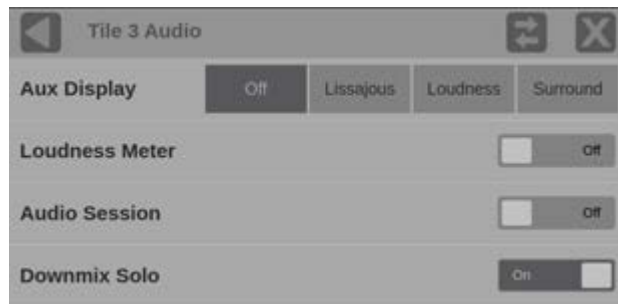 Tile 3 Audio
Aux Display Off Lissajous Loudness Surround
Loudness Meter Off
Audio Session Off
Downmix Solo On